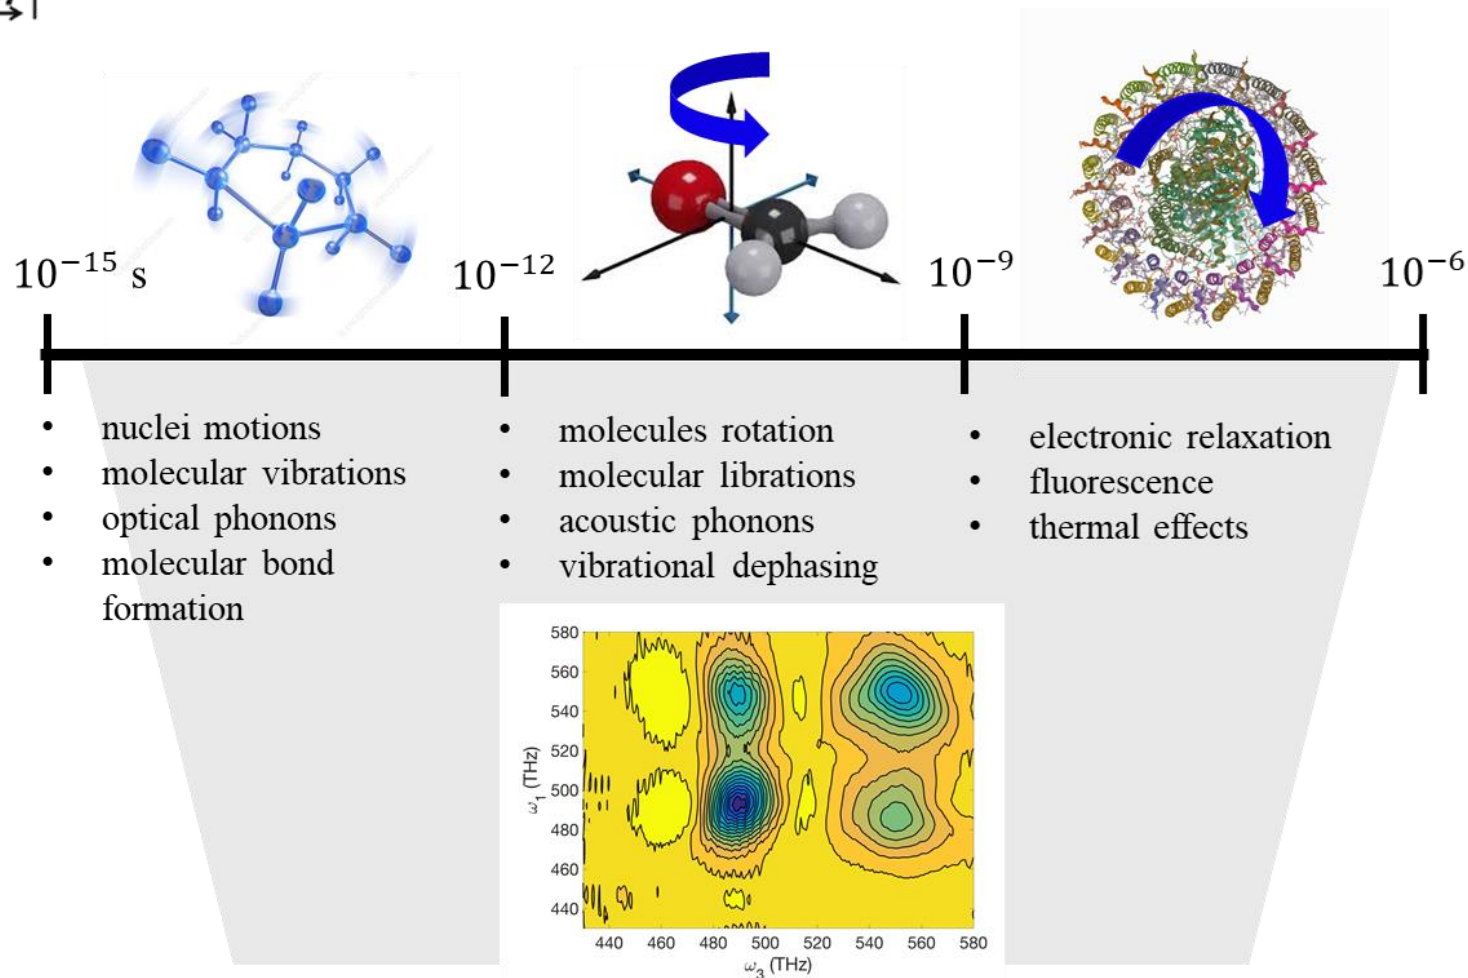 10⁻¹⁵ s
10⁻¹²
10⁻⁹
10⁻⁶
• nuclei motions
• molecular vibrations
• optical phonons
• molecular bond
formation
• molecules rotation
• molecular librations
• acoustic phonons
• vibrational dephasing
• electronic relaxation
• fluorescence
• thermal effects
580
560
540
520
500
480
460
440
ω₁ (THz)
440 460 480 500 520 540 560 580
ω₃ (THz)